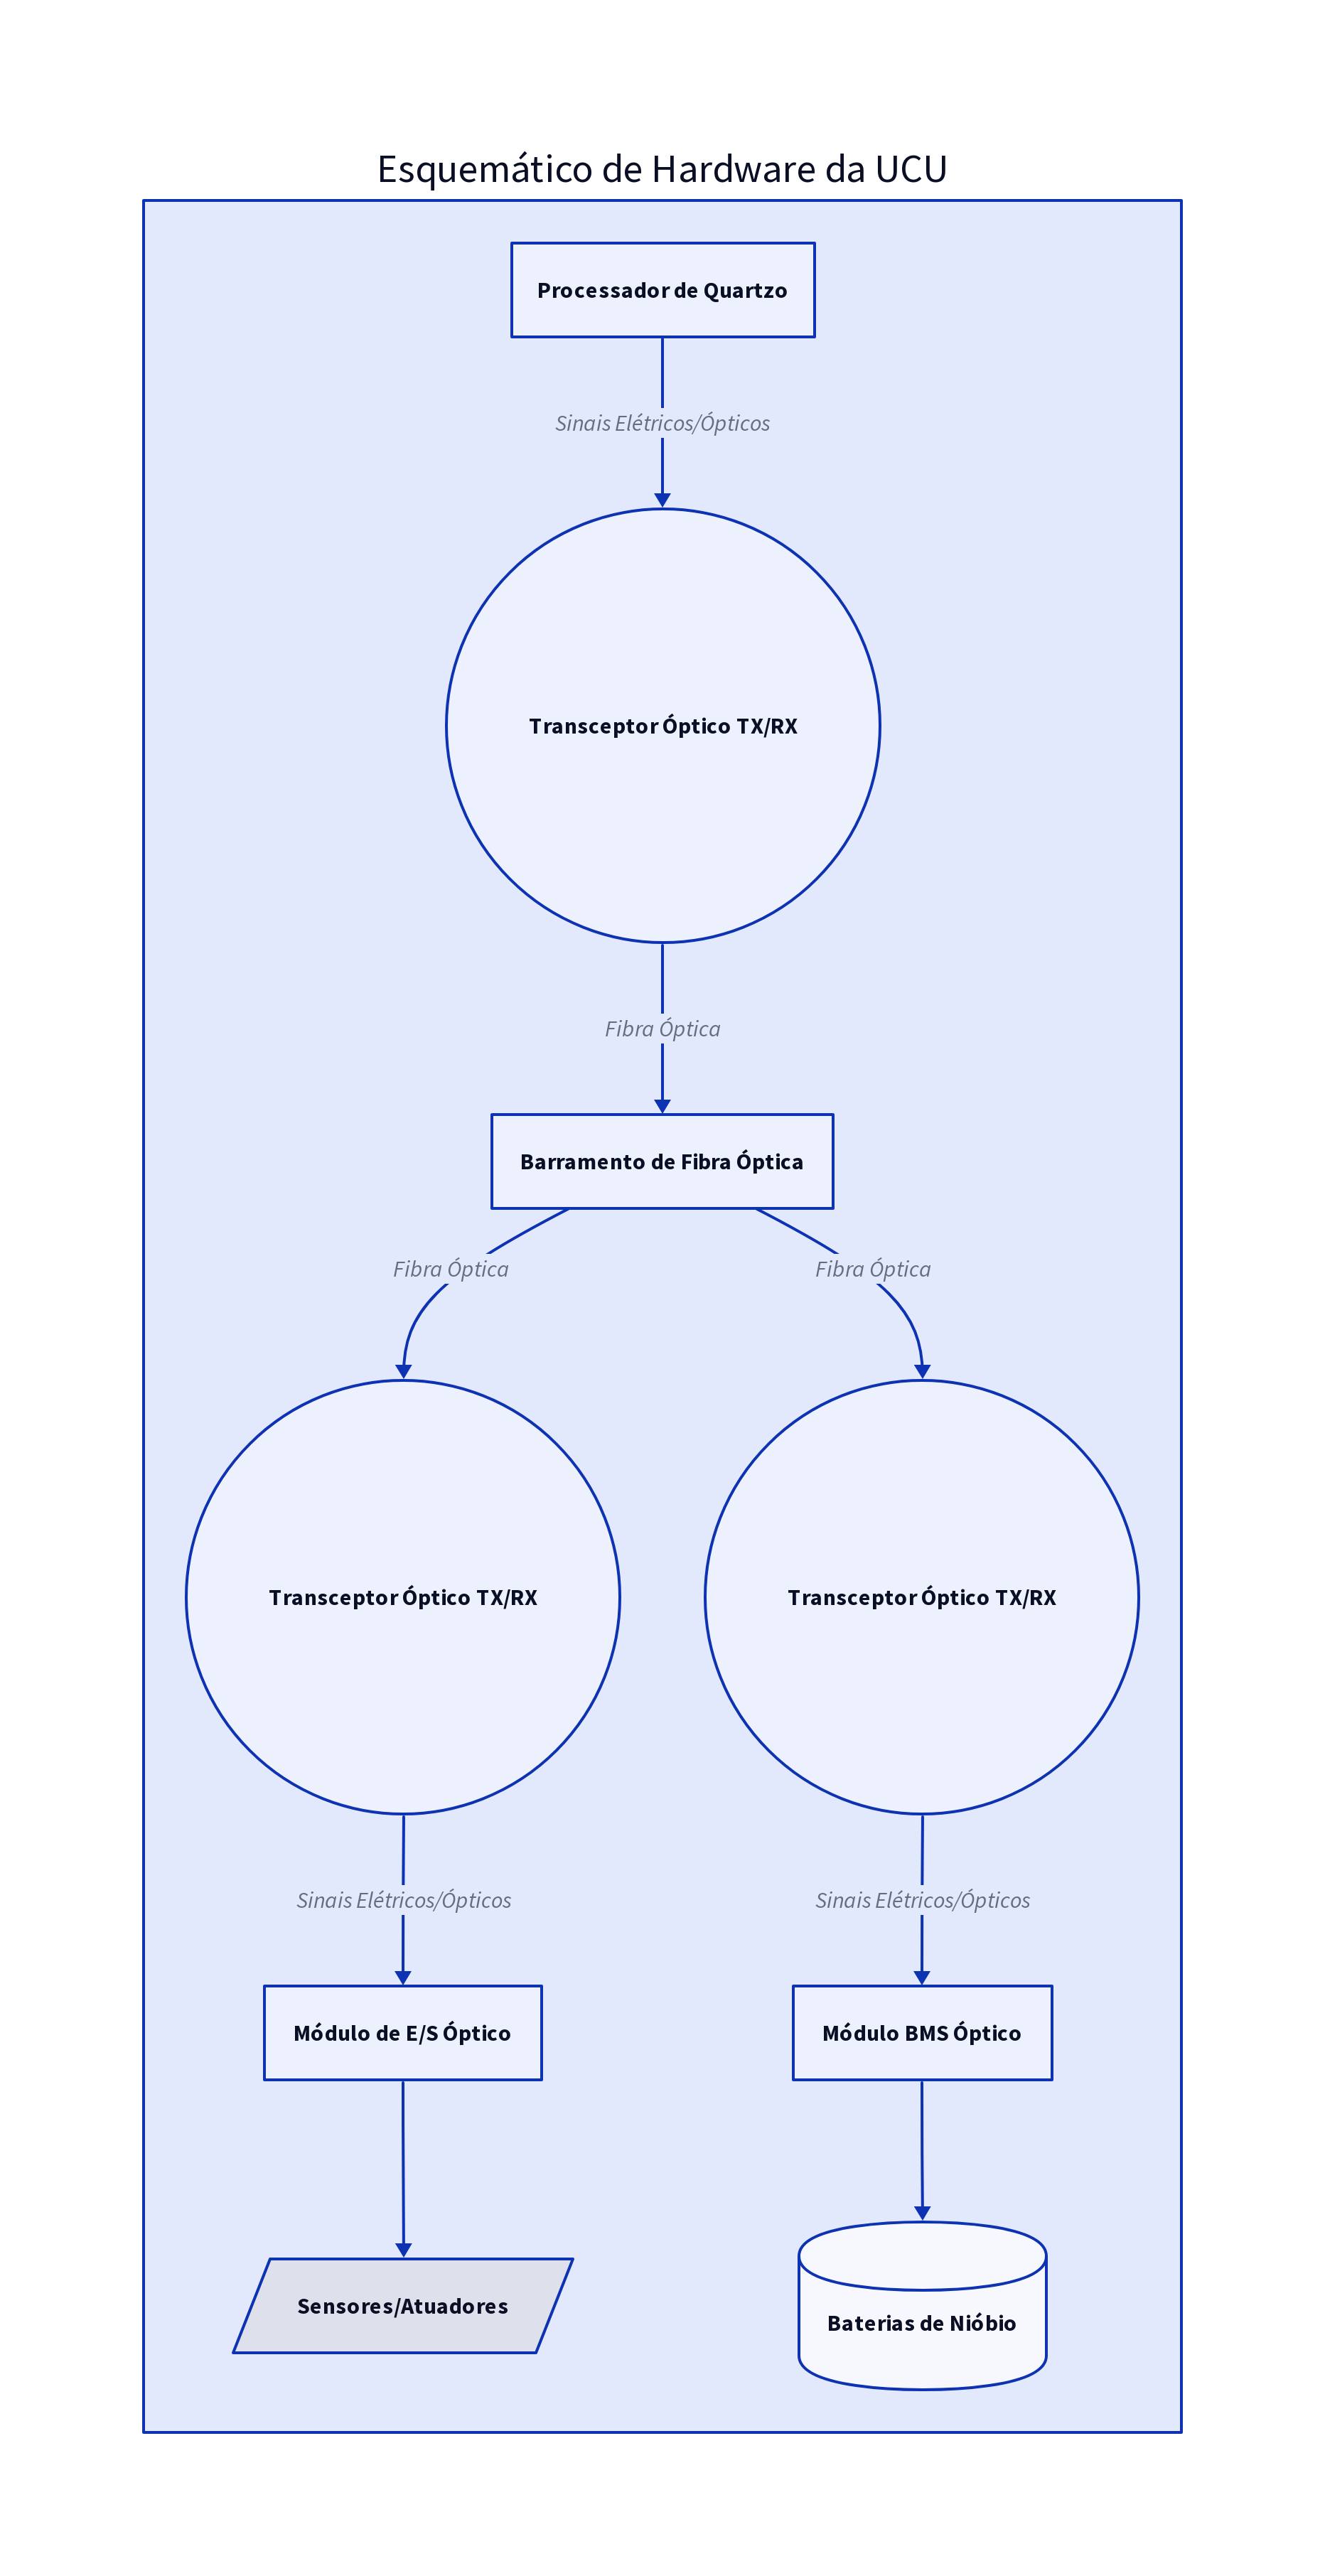 Esquemático de Hardware da UCU
Processador de Quartzo
Sinais Elétricos/Ópticos
Transceptor Óptico TX/RX
Fibra Óptica
Barramento de Fibra Óptica
Fibra Óptica
Fibra Óptica
Transceptor Óptico TX/RX
Transceptor Óptico TX/RX
Sinais Elétricos/Ópticos
Sinais Elétricos/Ópticos
Módulo de E/S Óptico
Módulo BMS Óptico
Sensores/Atuadores
Baterias de Nióbio